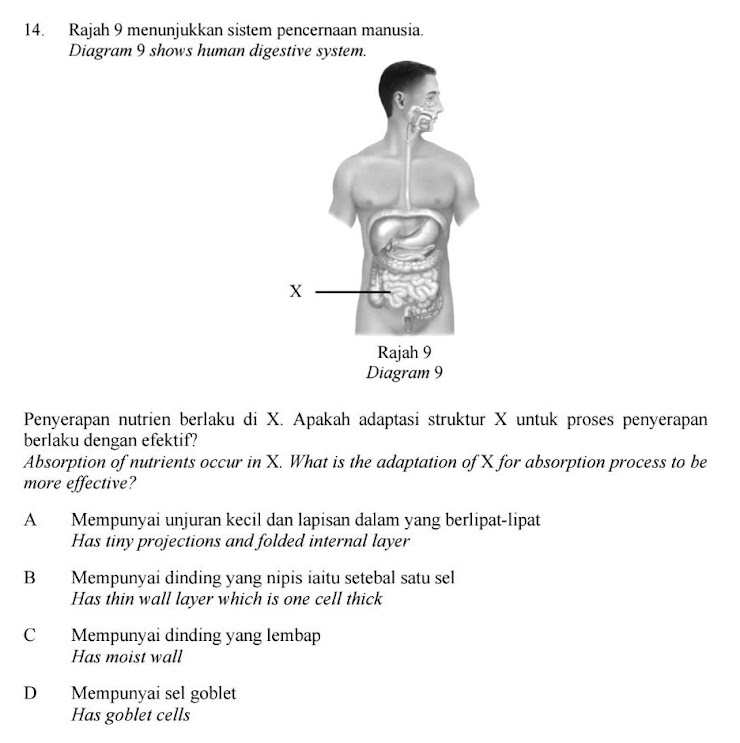 14. Rajah 9 menunjukkan sistem pencernaan manusia.
Diagram 9 shows human digestive system.
X
Rajah 9
Diagram 9
Penyerapan nutrien berlaku di X. Apakah adaptasi struktur X untuk proses penyerapan
berlaku dengan efektif?
Absorption of nutrients occur in X. What is the adaptation of X for absorption process to be
more effective?
A Mempunyai unjuran kecil dan lapisan dalam yang berlipat-lipat
Has tiny projections and folded internal layer
B Mempunyai dinding yang nipis iaitu setebal satu sel
Has thin wall layer which is one cell thick
C Mempunyai dinding yang lembap
Has moist wall
D Mempunyai sel goblet
Has goblet cells